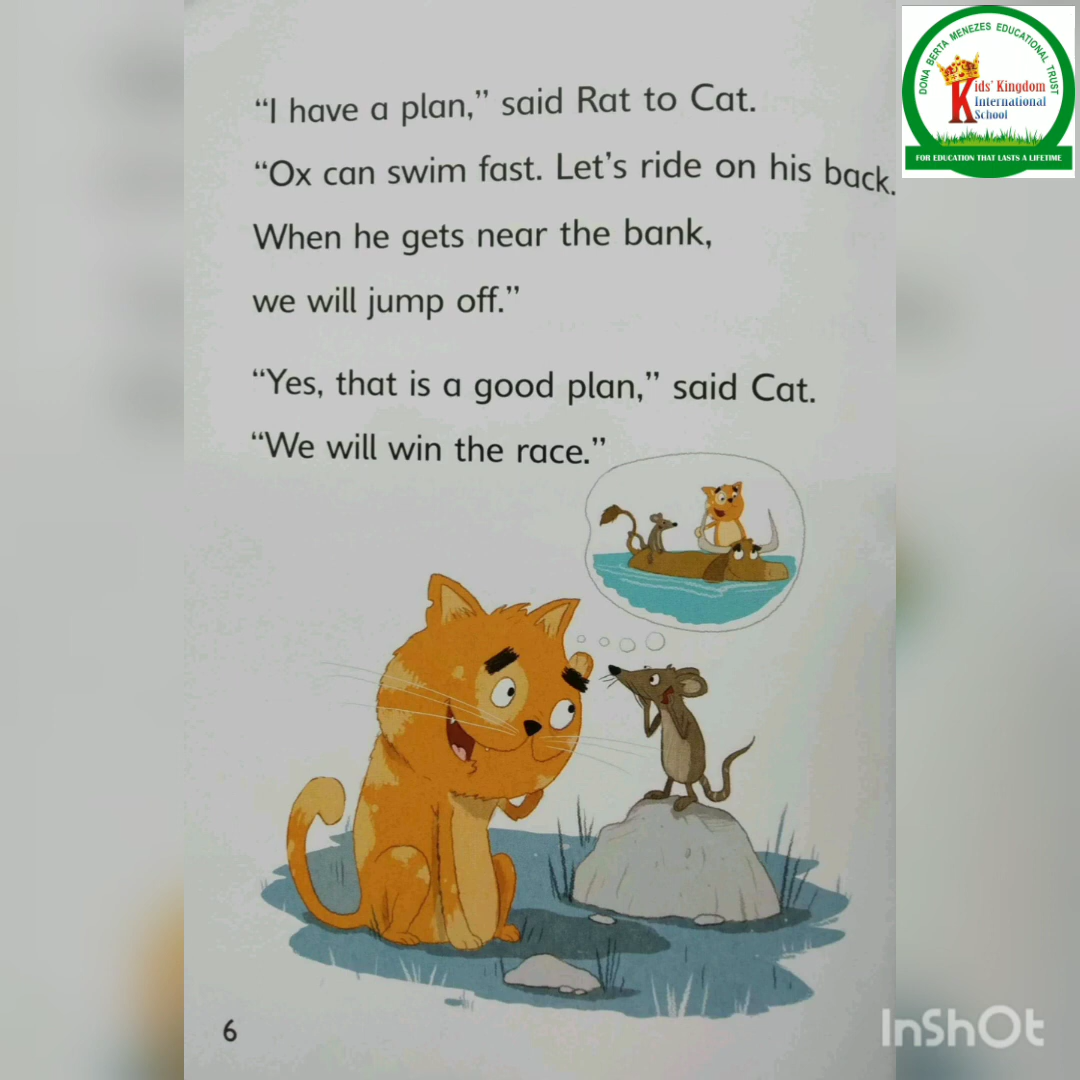 “I have a plan,” said Rat to Cat.
“Ox can swim fast. Let’s ride on his back.
When he gets near the bank,
we will jump off.”
“Yes, that is a good plan,” said Cat.
“We will win the race.”
6
DONA BERTA MENEZES EDUCATIONAL TRUST
Kids' Kingdom
International
School
FOR EDUCATION THAT LASTS A LIFETIME
InShOt